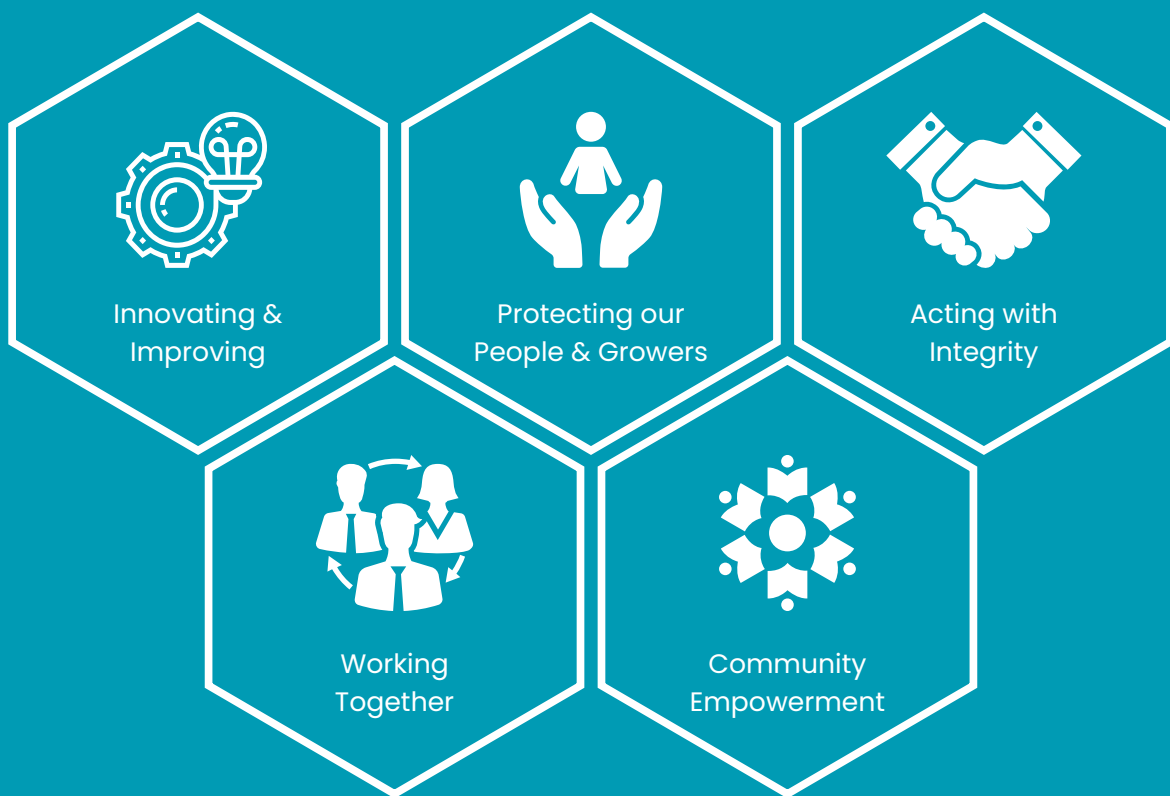 Innovating &
Improving
Protecting our
People & Growers
Acting with
Integrity
Working
Together
Community
Empowerment